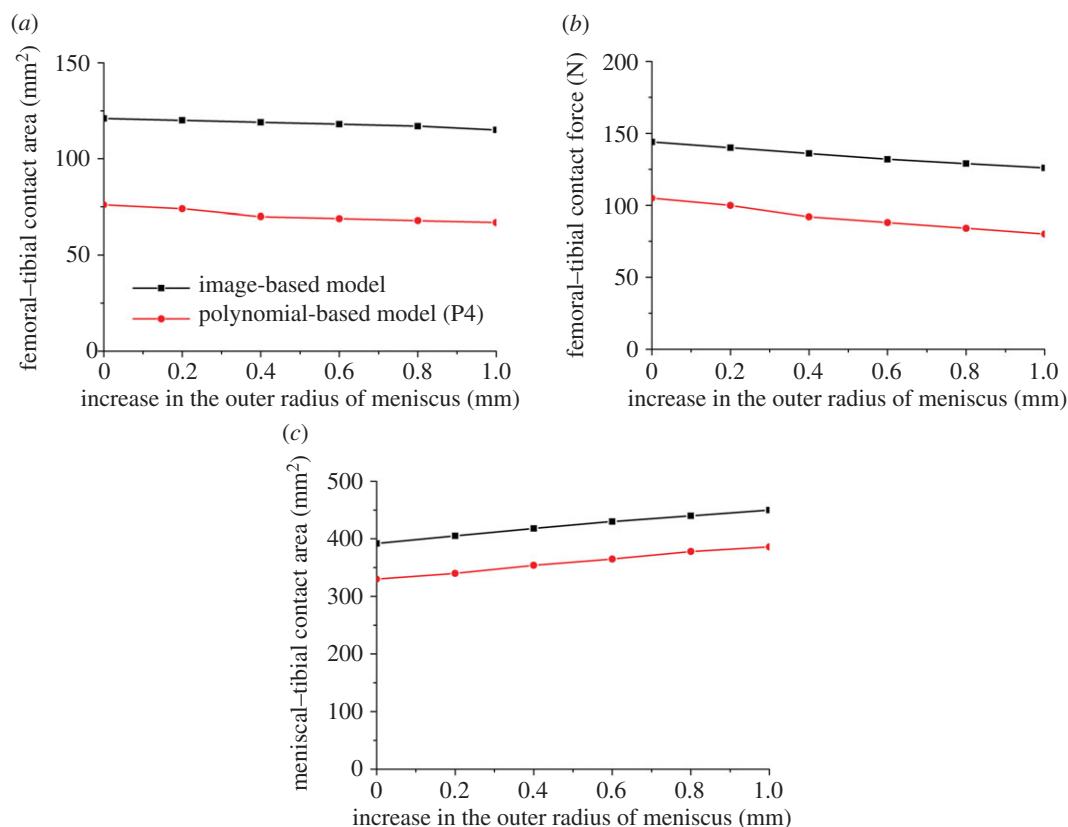 (a)
femoral–tibial contact area (mm²)
150
100
50
0
image-based model
polynomial-based model (P4)
0 0.2 0.4 0.6 0.8 1.0
increase in the outer radius of meniscus (mm)
(b)
femoral–tibial contact force (N)
200
150
100
50
0
0 0.2 0.4 0.6 0.8 1.0
increase in the outer radius of meniscus (mm)
(c)
meniscal–tibial contact area (mm²)
500
400
300
200
100
0
0 0.2 0.4 0.6 0.8 1.0
increase in the outer radius of meniscus (mm)